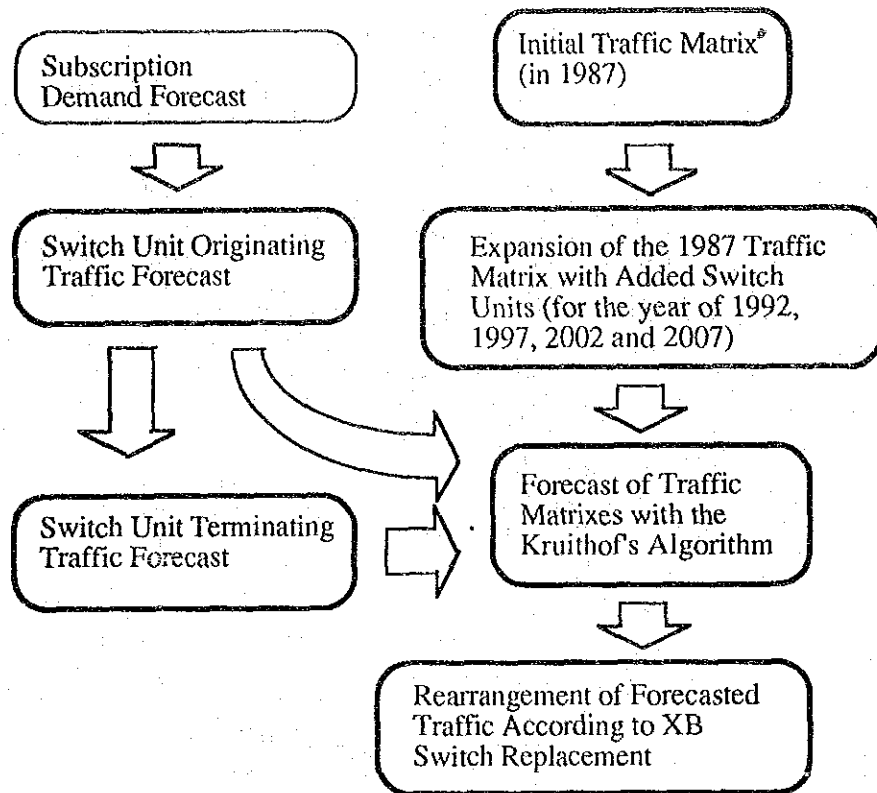 Subscription
Demand Forecast
Initial Traffic Matrix*
(in 1987)
Switch Unit Originating
Traffic Forecast
Expansion of the 1987 Traffic
Matrix with Added Switch
Units (for the year of 1992,
1997, 2002 and 2007)
Switch Unit Terminating
Traffic Forecast
Forecast of Traffic
Matrixes with the
Kruithof's Algorithm
Rearrangement of Forecasted
Traffic According to XB
Switch Replacement